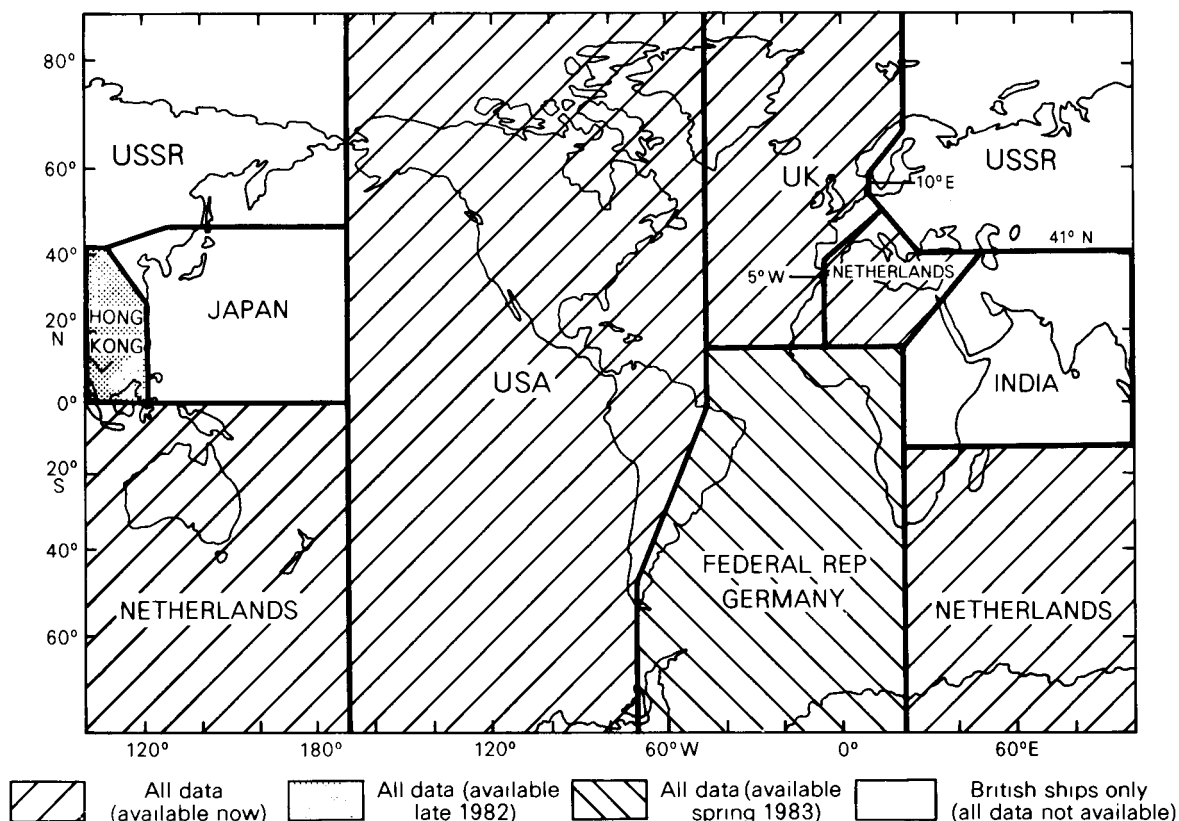 80°
USSR
60°
UK
USSR
10°E
40°
41° N
5°W
NETHERLANDS
HONG
KONG
JAPAN
20°
N
USA
INDIA
0°
20°
S
40°
FEDERAL REP
GERMANY
NETHERLANDS
NETHERLANDS
60°
120°
180°
120°
60°W
0°
60°E
All data
(available now)
All data (available
late 1982)
All data (available
spring 1983)
British ships only
(all data not available)